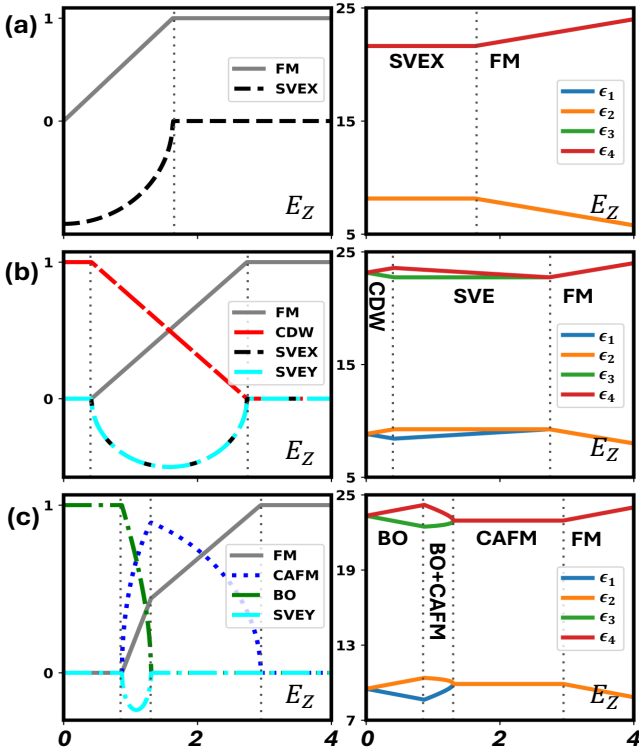 (a)
1
0
FM
SVEX
E_Z
25
15
5
SVEX FM
ϵ₁
ϵ₂
ϵ₃
ϵ₄
(b)
1
0
FM
CDW
SVEX
SVEY
E_Z
25
15
5
CDW
SVE FM
ϵ₁
ϵ₂
ϵ₃
ϵ₄
E_Z
(c)
1
0
FM
CAFM
BO
SVEY
E_Z
0 2 4
25
19
13
7
BO
BO+CAFM
CAFM FM
ϵ₁
ϵ₂
ϵ₃
ϵ₄
E_Z
0 2 4